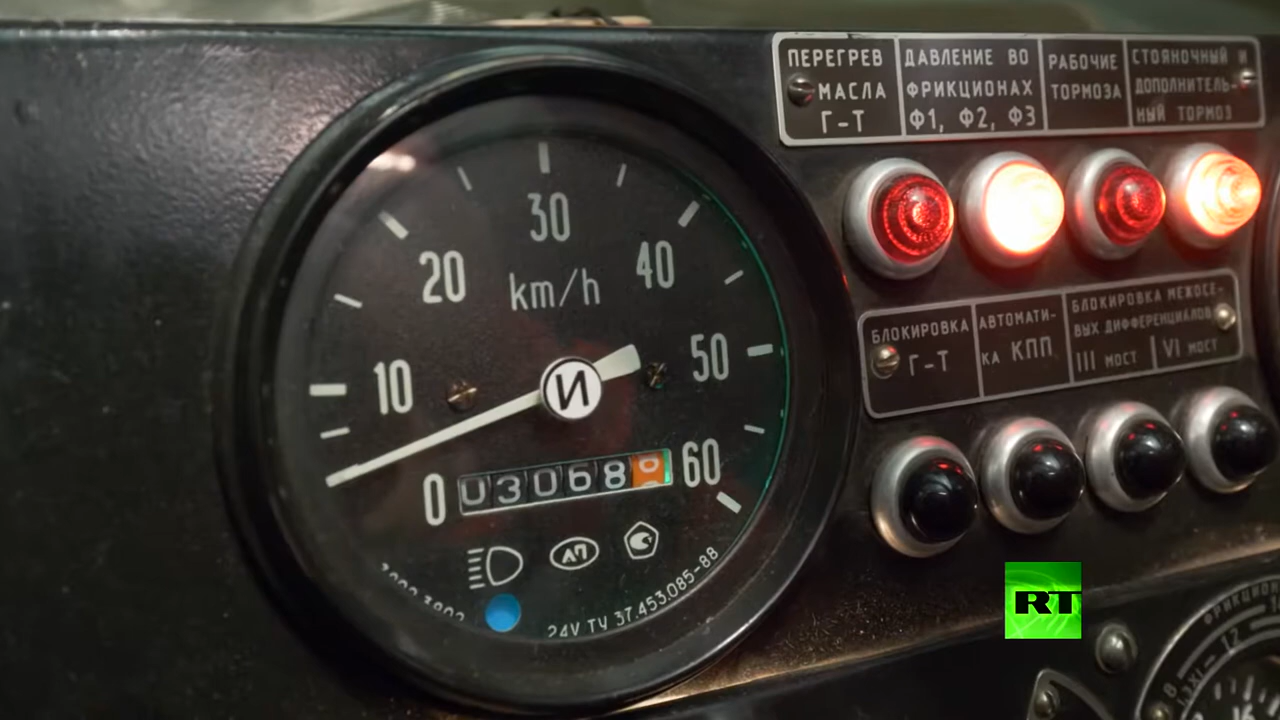 ПЕРЕГРЕВ
МАСЛА
Г-Т
ДАВЛЕНИЕ ВО
ФРИКЦИОНАХ
Ф1, Ф2, Ф3
РАБОЧИЕ
ТОРМОЗА
СТОЯНОЧНЫЙ И
ДОПОЛНИТЕЛЬ-
НЫЙ ТОРМОЗ
БЛОКИРОВКА
Г-Т
АВТОМАТИ-
КА КПП
БЛОКИРОВКА МЕЖОСЕ-
ВЫХ ДИФФЕРЕНЦИАЛОВ
III МОСТ
VI МОСТ
0
10
20
30
40
50
60
km/h
И
03068
ЛП
24V ТУ 37.453.085-88
RT